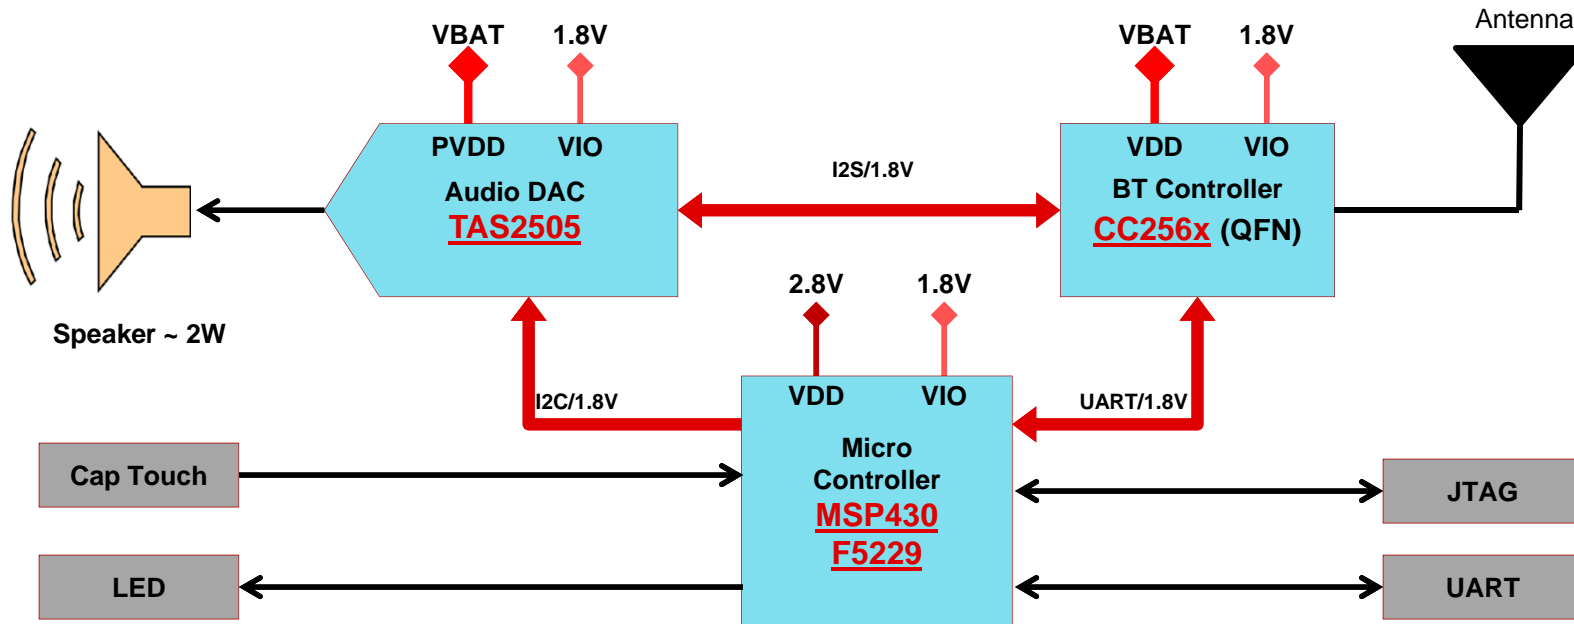 Antenna
VBAT
1.8V
VBAT
1.8V
PVDD
VIO
Audio DAC
TAS2505
I2S/1.8V
VDD
VIO
BT Controller
CC256x (QFN)
Speaker ~ 2W
2.8V
1.8V
I2C/1.8V
VDD
VIO
UART/1.8V
Micro
Controller
MSP430
F5229
Cap Touch
JTAG
LED
UART